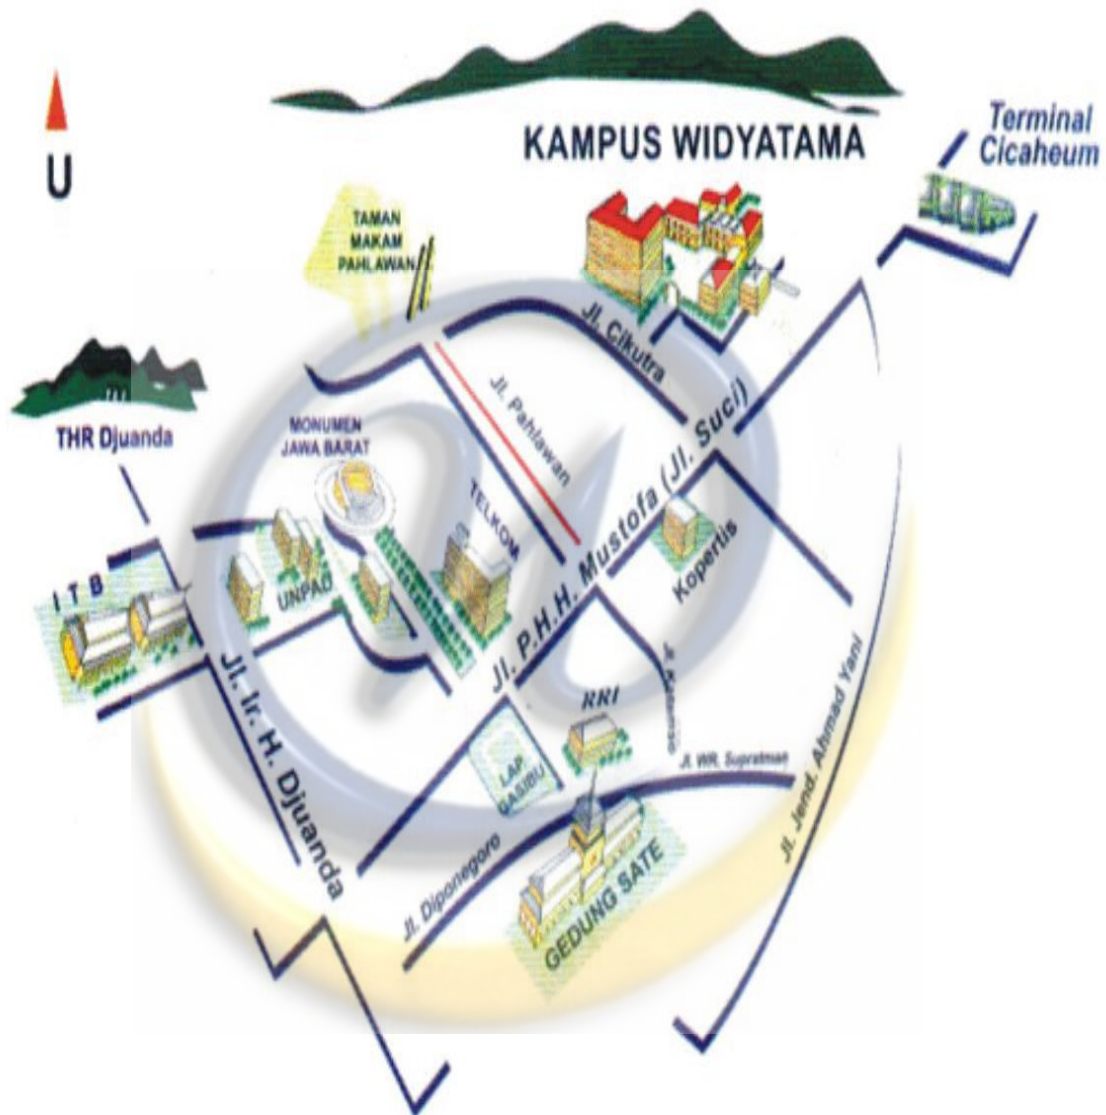 KAMPUS WIDYATAMA
Terminal
Cicaheum
U
TAMAN
MAKAM
PAHLAWAN
Jl. Cikutra
THR Djuanda
MONUMEN
JAWA BARAT
Jl. Pahlawan
TELKOM
Jl. P.H.H. Mustofa (Jl. Suci)
Kopertis
I T B
UNPAD
Jl. Ir. H. Djuanda
RRI
Jl. WR. Supratman
LAP
GASIBU
Jl. Diponegoro
GEDUNG SATE
Jl. Jend. Ahmad Yani